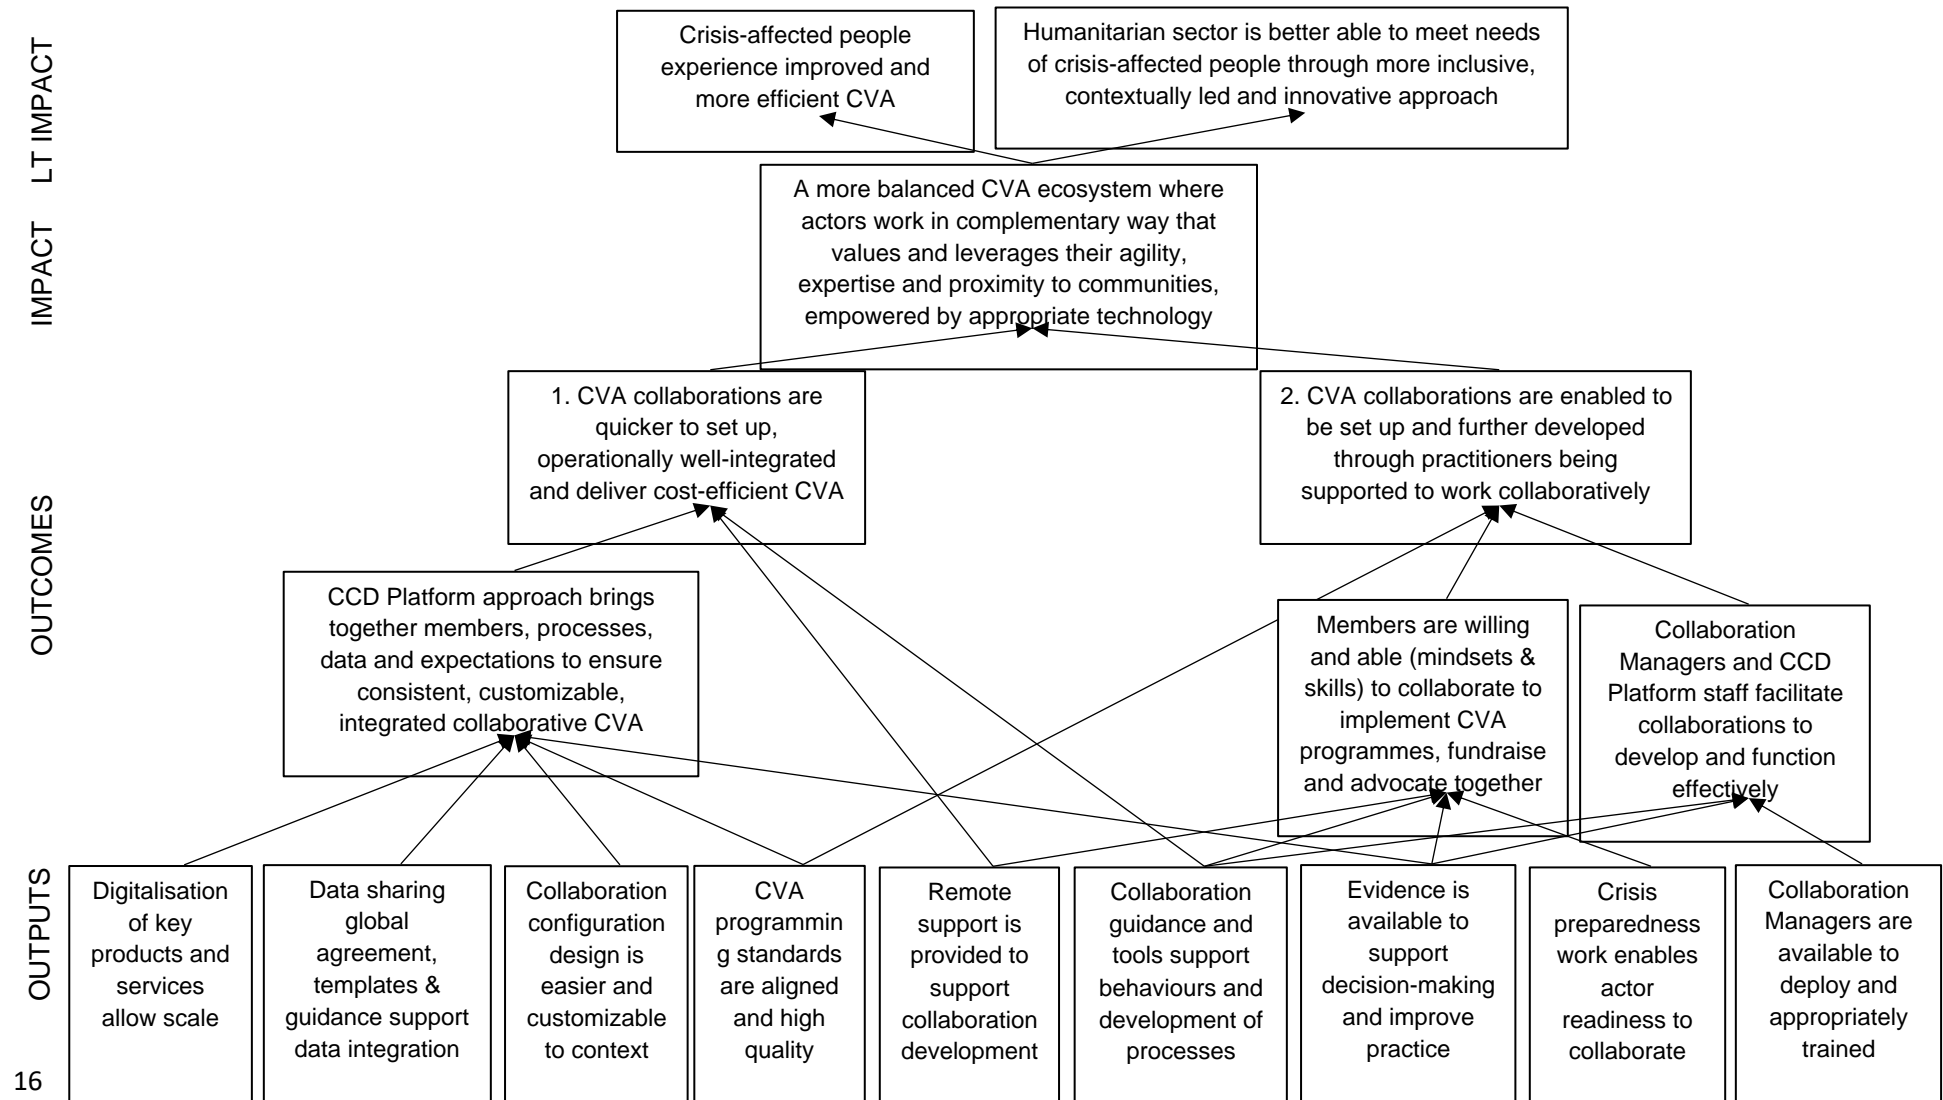 LT IMPACT
Crisis-affected people
experience improved and
more efficient CVA
Humanitarian sector is better able to meet needs
of crisis-affected people through more inclusive,
contextually led and innovative approach
IMPACT
A more balanced CVA ecosystem where
actors work in complementary way that
values and leverages their agility,
expertise and proximity to communities,
empowered by appropriate technology
OUTCOMES
1. CVA collaborations are
quicker to set up,
operationally well-integrated
and deliver cost-efficient CVA
2. CVA collaborations are enabled to
be set up and further developed
through practitioners being
supported to work collaboratively
CCD Platform approach brings
together members, processes,
data and expectations to ensure
consistent, customizable,
integrated collaborative CVA
Members are willing
and able (mindsets &
skills) to collaborate to
implement CVA
programmes, fundraise
and advocate together
Collaboration
Managers and CCD
Platform staff facilitate
collaborations to
develop and function
effectively
OUTPUTS
Digitalisation
of key
products and
services
allow scale
Data sharing
global
agreement,
templates &
guidance support
data integration
Collaboration
configuration
design is
easier and
customizable
to context
CVA
programmin
g standards
are aligned
and high
quality
Remote
support is
provided to
support
collaboration
development
Collaboration
guidance and
tools support
behaviours and
development of
processes
Evidence is
available to
support
decision-making
and improve
practice
Crisis
preparedness
work enables
actor
readiness to
collaborate
Collaboration
Managers are
available to
deploy and
appropriately
trained
16